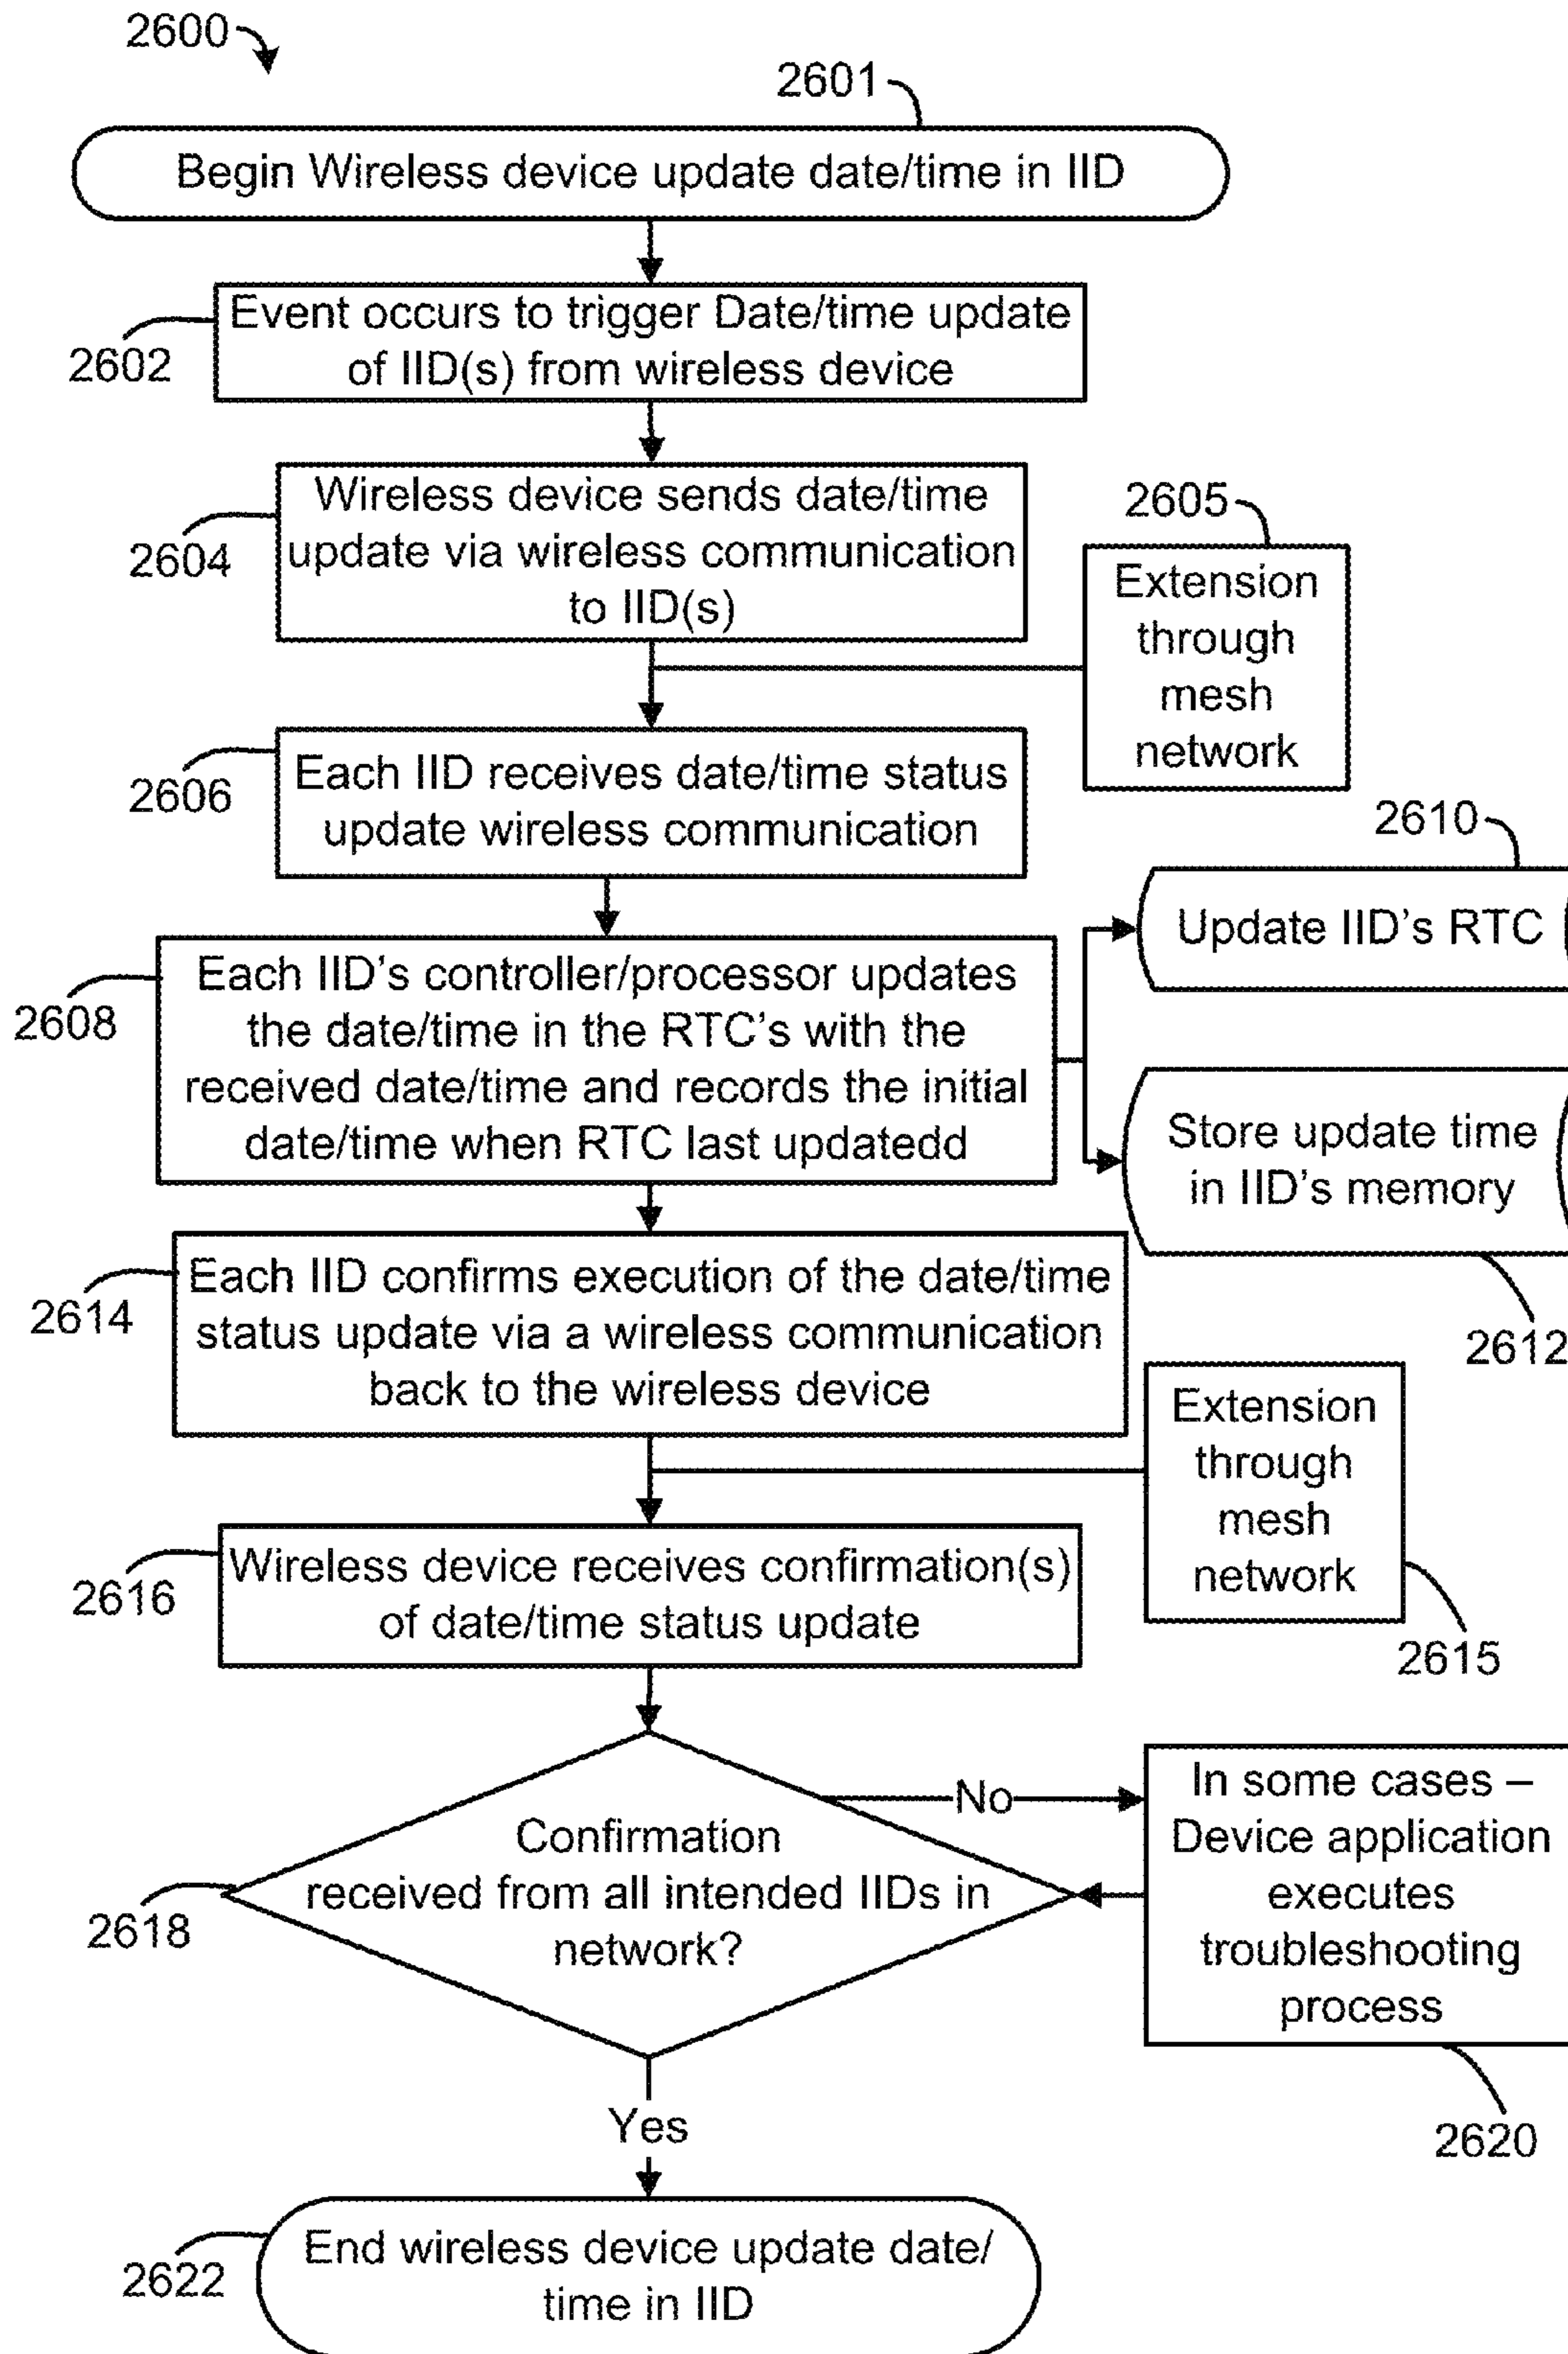 2600
2601
Begin Wireless device update date/time in IID
Event occurs to trigger Date/time update
of IID(s) from wireless device
2602
Wireless device sends date/time
update via wireless communication
to IID(s)
2604
2605
Extension
through
mesh
network
Each IID receives date/time status
update wireless communication
2606
2610
Update IID's RTC
Each IID's controller/processor updates
the date/time in the RTC's with the
received date/time and records the initial
date/time when RTC last updatedd
2608
Store update time
in IID's memory
2612
Each IID confirms execution of the date/time
status update via a wireless communication
back to the wireless device
2614
Extension
through
mesh
network
2615
Wireless device receives confirmation(s)
of date/time status update
2616
Confirmation
received from all intended IIDs in
network?
2618
No
In some cases –
Device application
executes
troubleshooting
process
2620
Yes
End wireless device update date/
time in IID
2622